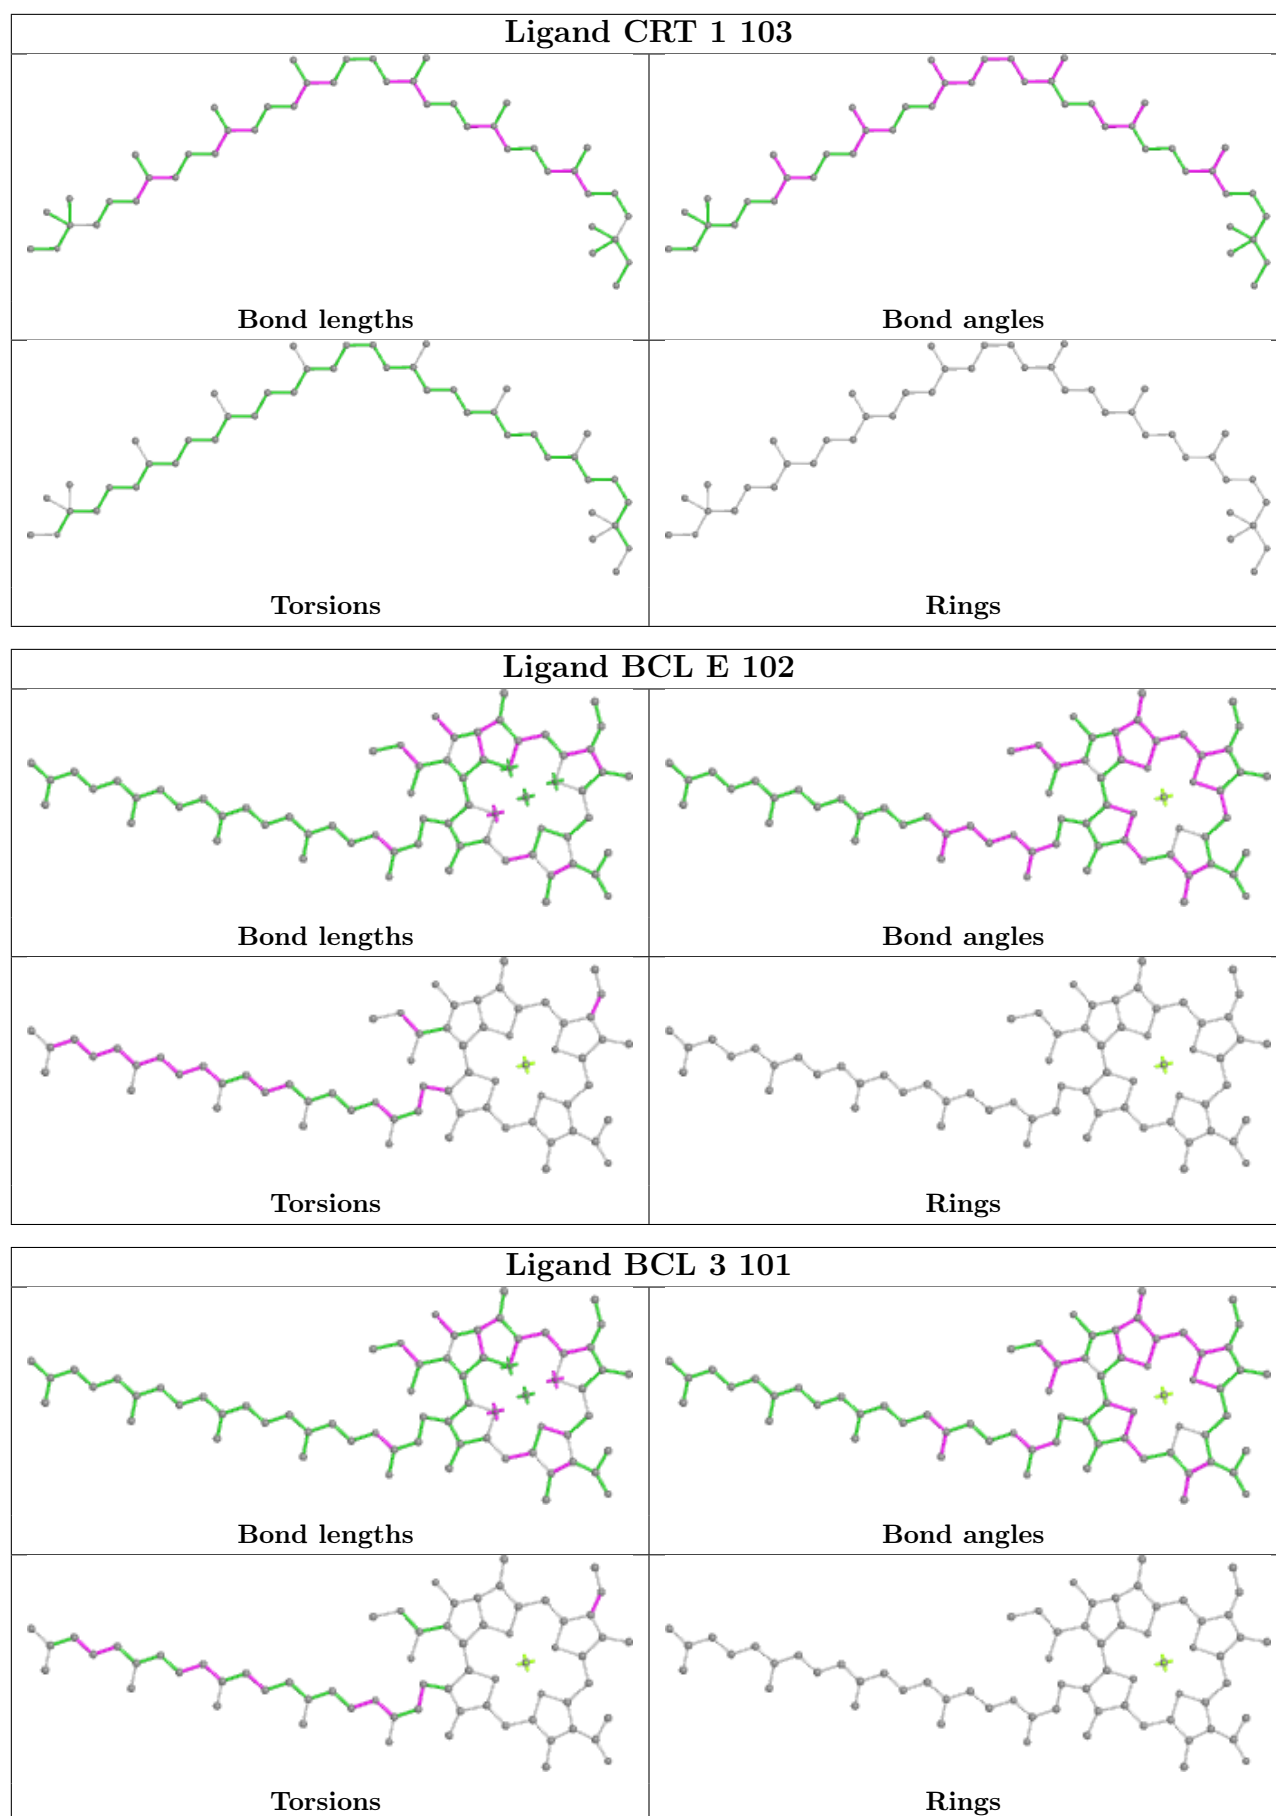 Ligand CRT 1 103
Bond lengths
Bond angles
Torsions
Rings
Ligand BCL E 102
Bond lengths
Bond angles
Torsions
Rings
Ligand BCL 3 101
Bond lengths
Bond angles
Torsions
Rings